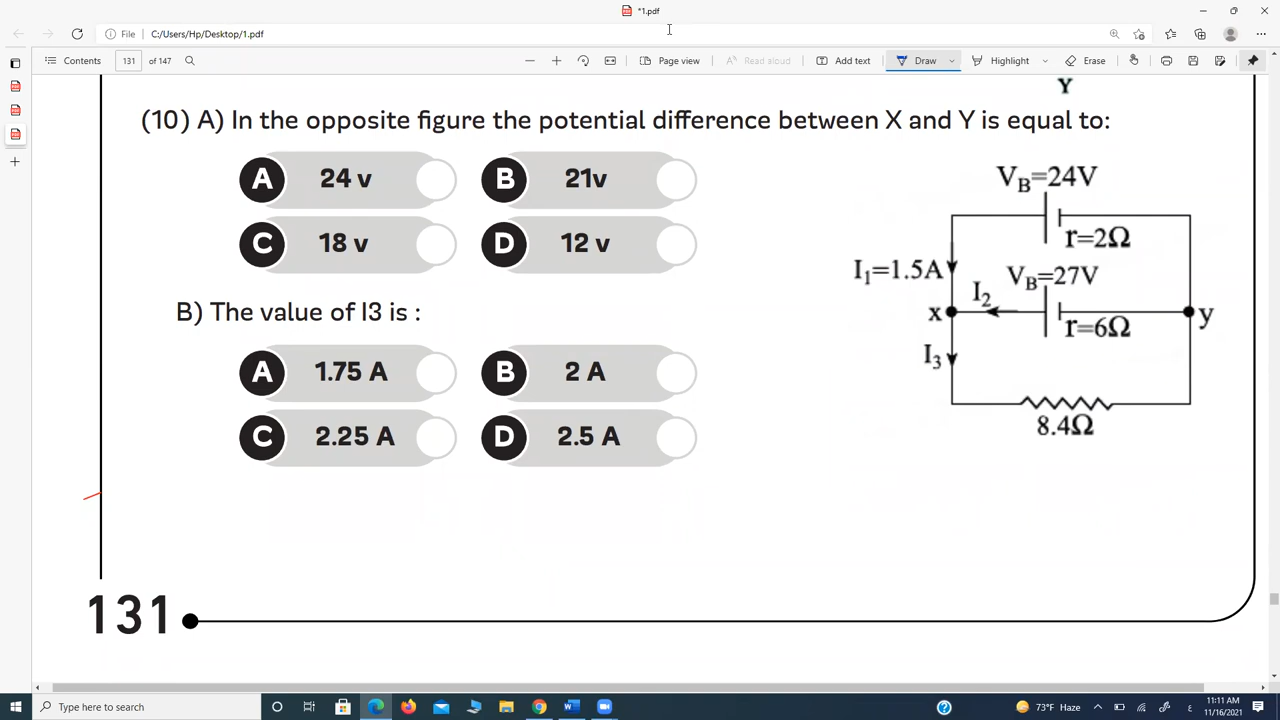 *1.pdf
File
C:/Users/Hp/Desktop/1.pdf
Contents
131 of 147
Page view
Read aloud
Add text
Draw
Highlight
Erase
Y
(10) A) In the opposite figure the potential difference between X and Y is equal to:
A 24 v
B 21v
C 18 v
D 12 v
B) The value of I3 is :
A 1.75 A
B 2 A
C 2.25 A
D 2.5 A
V_B=24V
r=2Ω
I₁=1.5A
V_B=27V
I₂
x
y
r=6Ω
I₃
8.4Ω
131
Type here to search
73°F Haze
ع
11:11 AM
11/16/2021